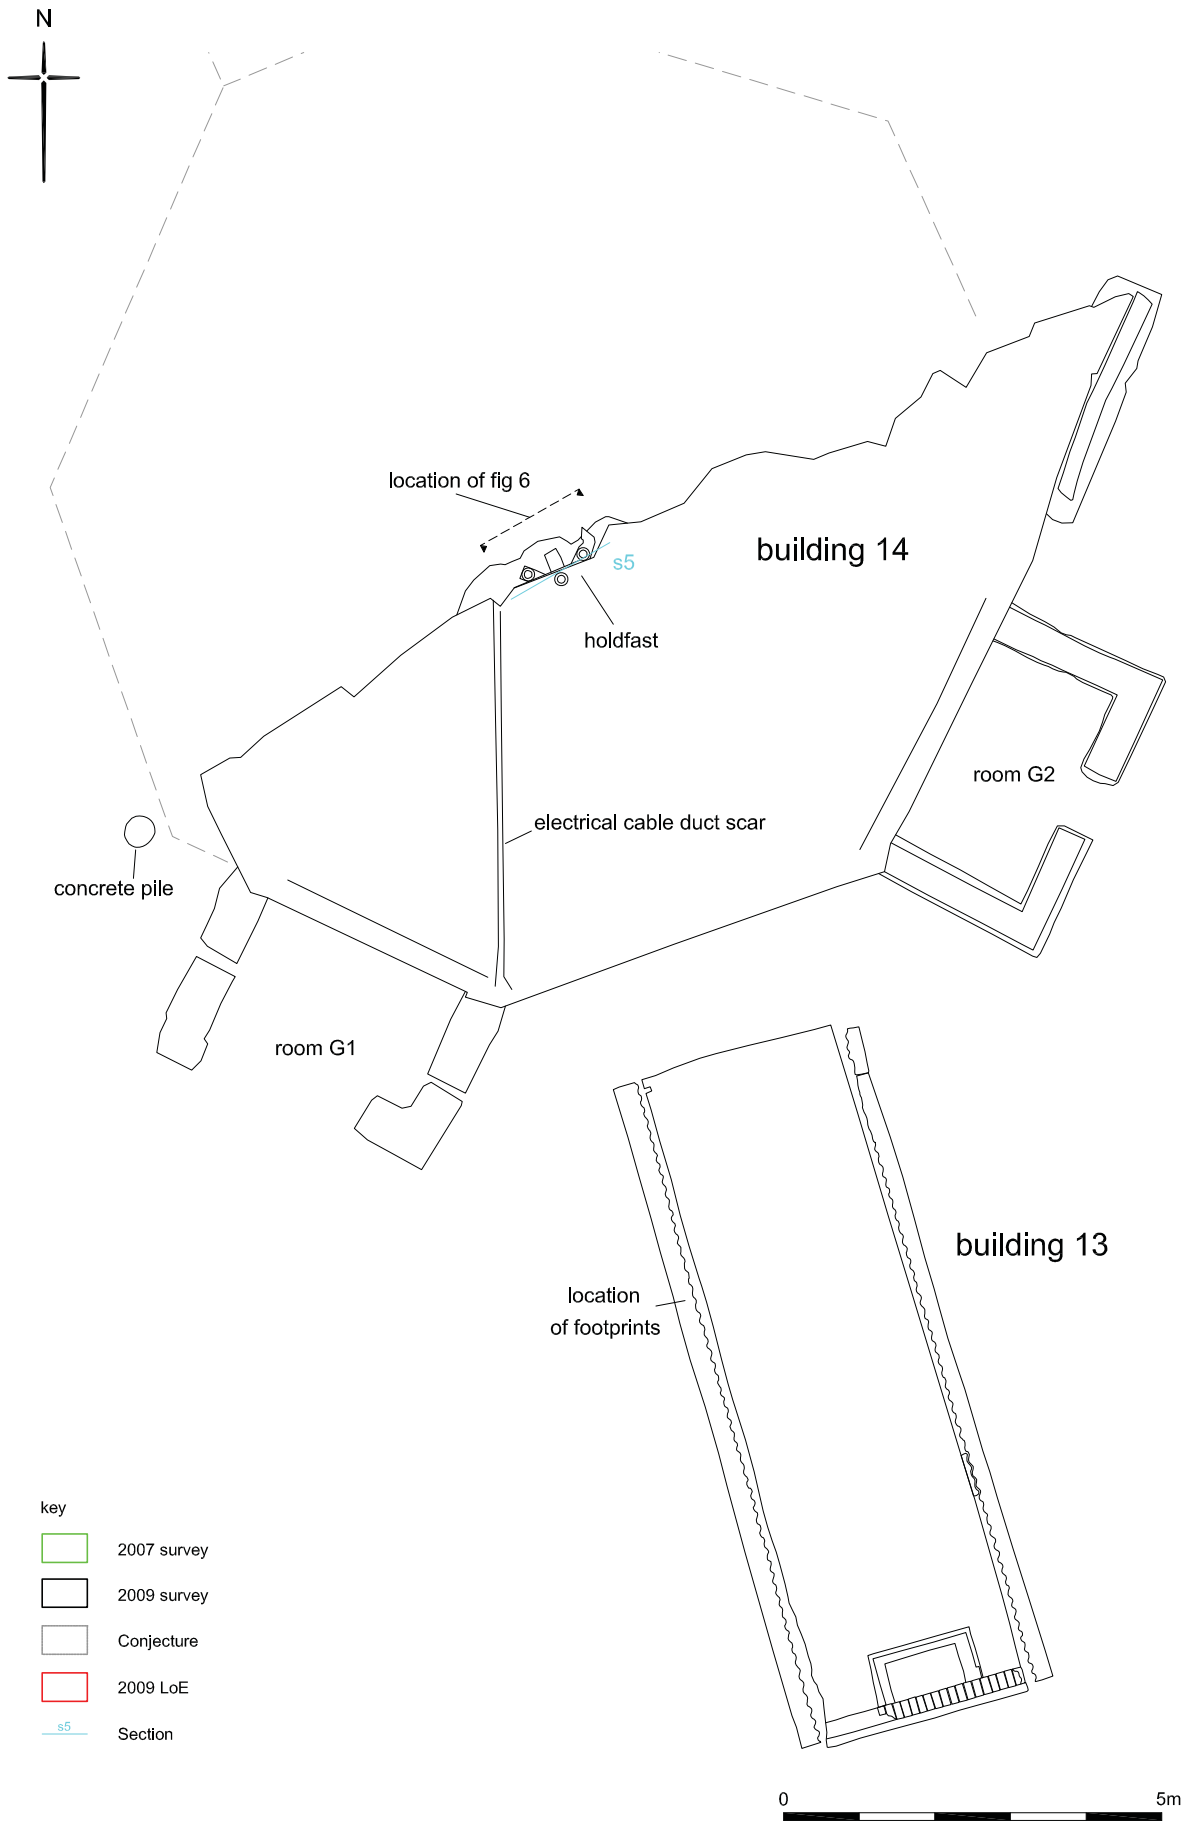 N
location of fig 6
building 14
s5
holdfast
room G2
electrical cable duct scar
concrete pile
room G1
building 13
location
of footprints
key
2007 survey
2009 survey
Conjecture
2009 LoE
s5
Section
0 5m